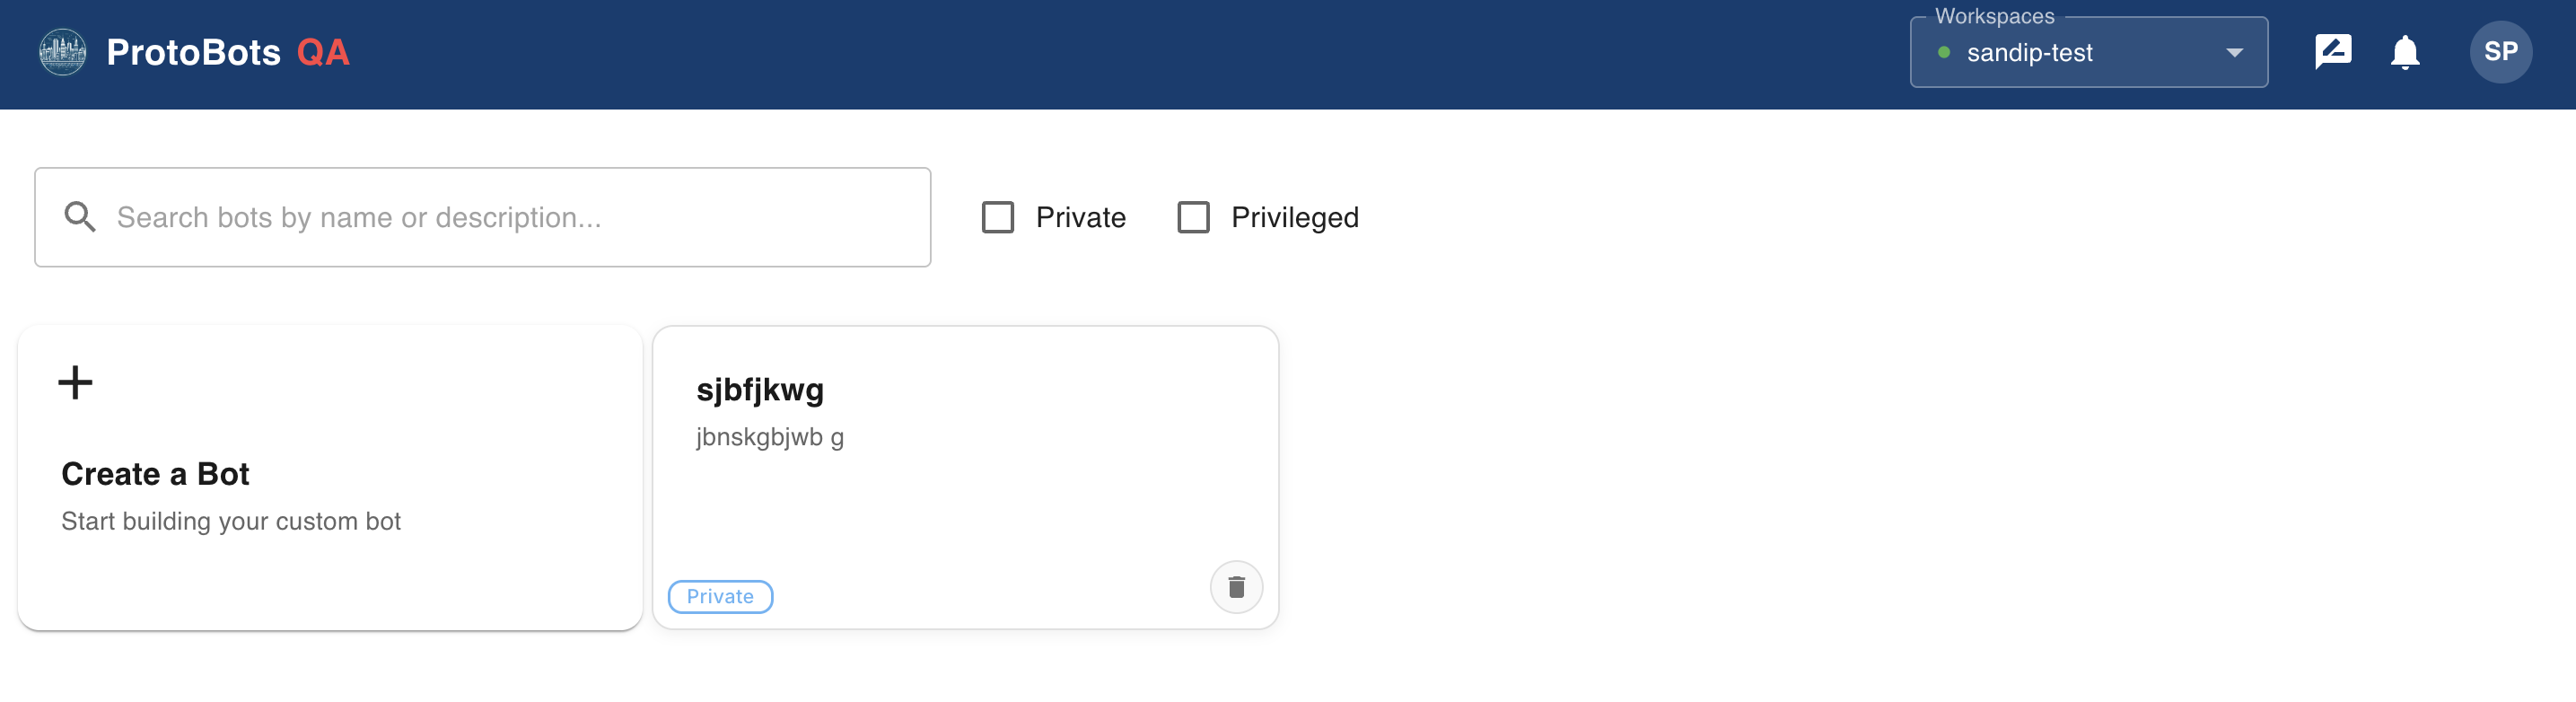 ProtoBots QA
Workspaces
sandip-test
SP
Search bots by name or description...
Private
Privileged
Create a Bot
Start building your custom bot
sjbfjkwg
jbnskgbjwb g
Private